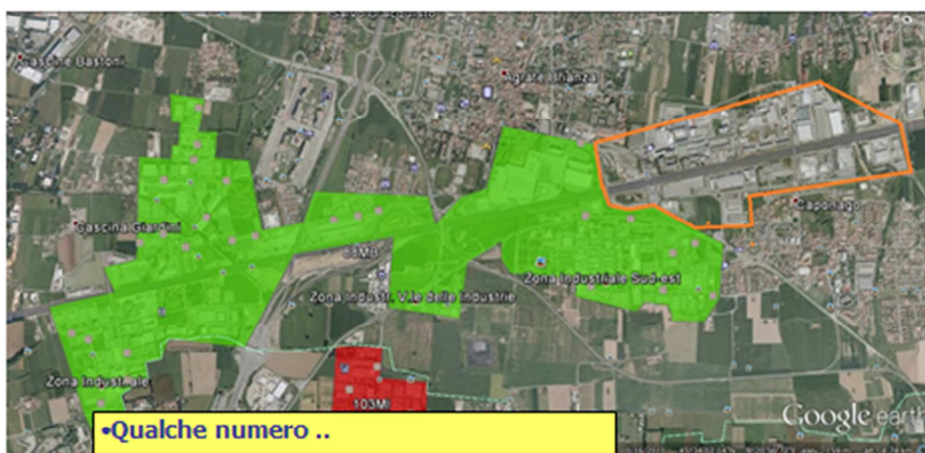 Cascine Bastoni
Agrate Brianza
Cascina Giardini
Caponago
68MB
Zona Industriale Sud-est
Zona Industr. V.le delle Industrie
Zona Industriale
103MI
Google earth
•Qualche numero ..